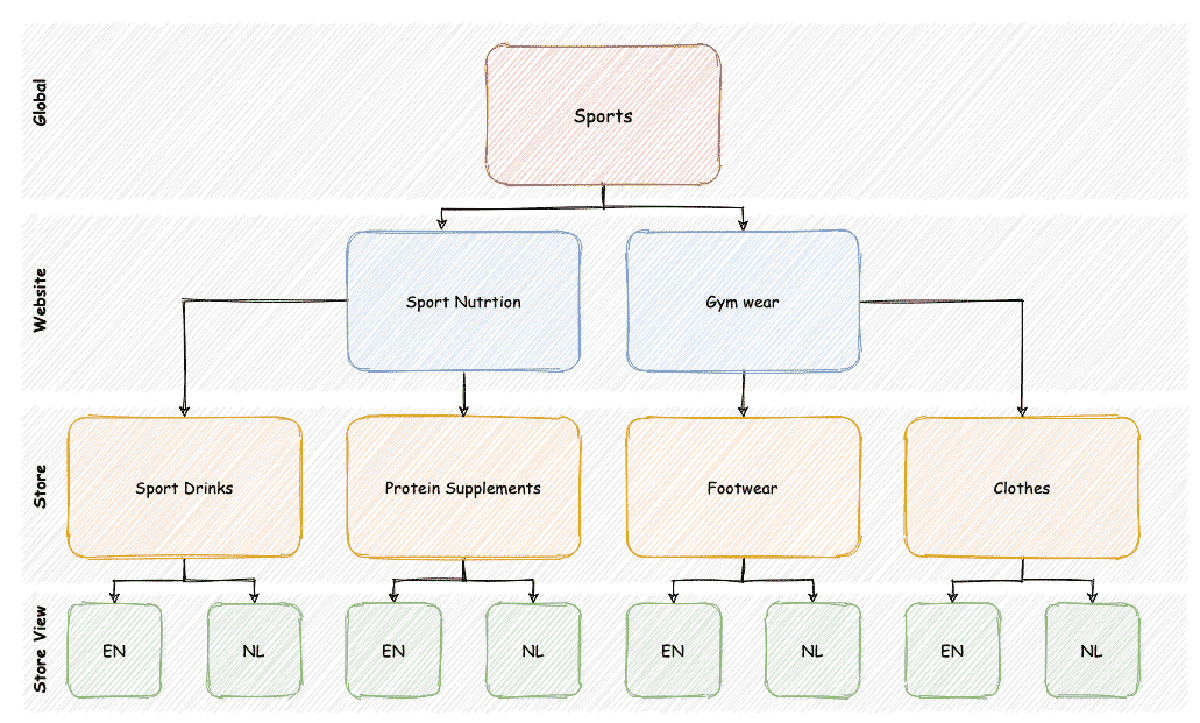 Global
Sports
Website
Sport Nutrtion
Gym wear
Store
Sport Drinks
Protein Supplements
Footwear
Clothes
Store View
EN
NL
EN
NL
EN
NL
EN
NL